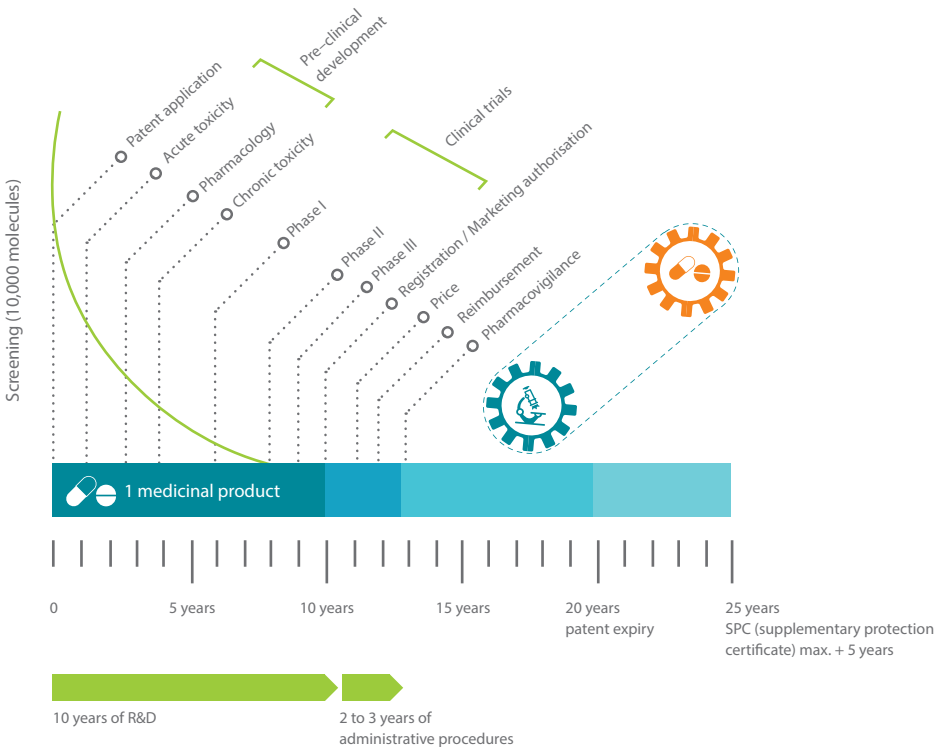 Pre–clinical
development
Patent application
Acute toxicity
Pharmacology
Chronic toxicity
Clinical trials
Phase I
Phase II
Phase III
Registration / Marketing authorisation
Price
Reimbursement
Pharmacovigilance
Screening (10,000 molecules)
1 medicinal product
0
5 years
10 years
15 years
20 years
patent expiry
25 years
SPC (supplementary protection
certificate) max. + 5 years
10 years of R&D
2 to 3 years of
administrative procedures